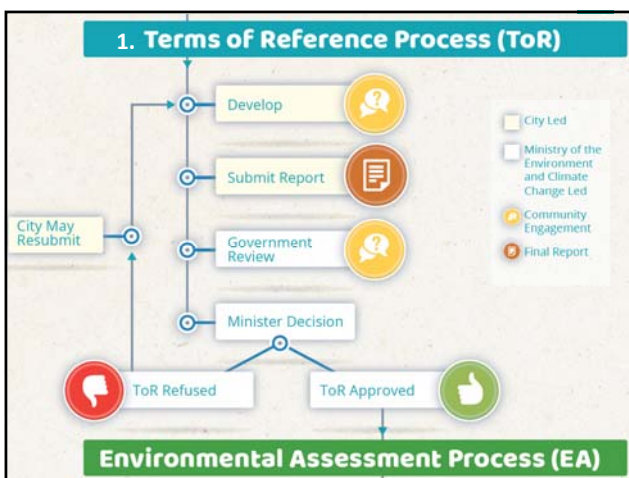 1. Terms of Reference Process (ToR)
Develop
Submit Report
City May
Resubmit
Government
Review
Minister Decision
ToR Refused
ToR Approved
City Led
Ministry of the
Environment
and Climate
Change Led
Community
Engagement
Final Report
Environmental Assessment Process (EA)